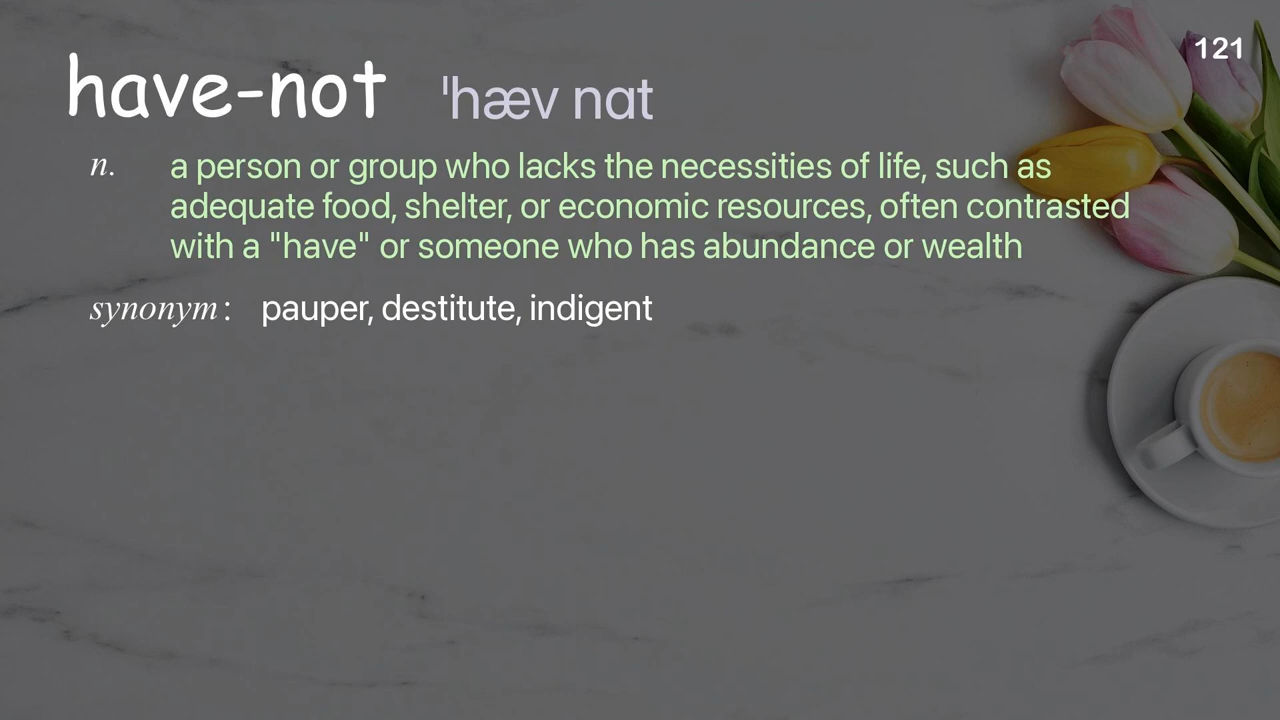 121
have-not ˈhæv nɑt
n. a person or group who lacks the necessities of life, such as
adequate food, shelter, or economic resources, often contrasted
with a "have" or someone who has abundance or wealth
synonym: pauper, destitute, indigent